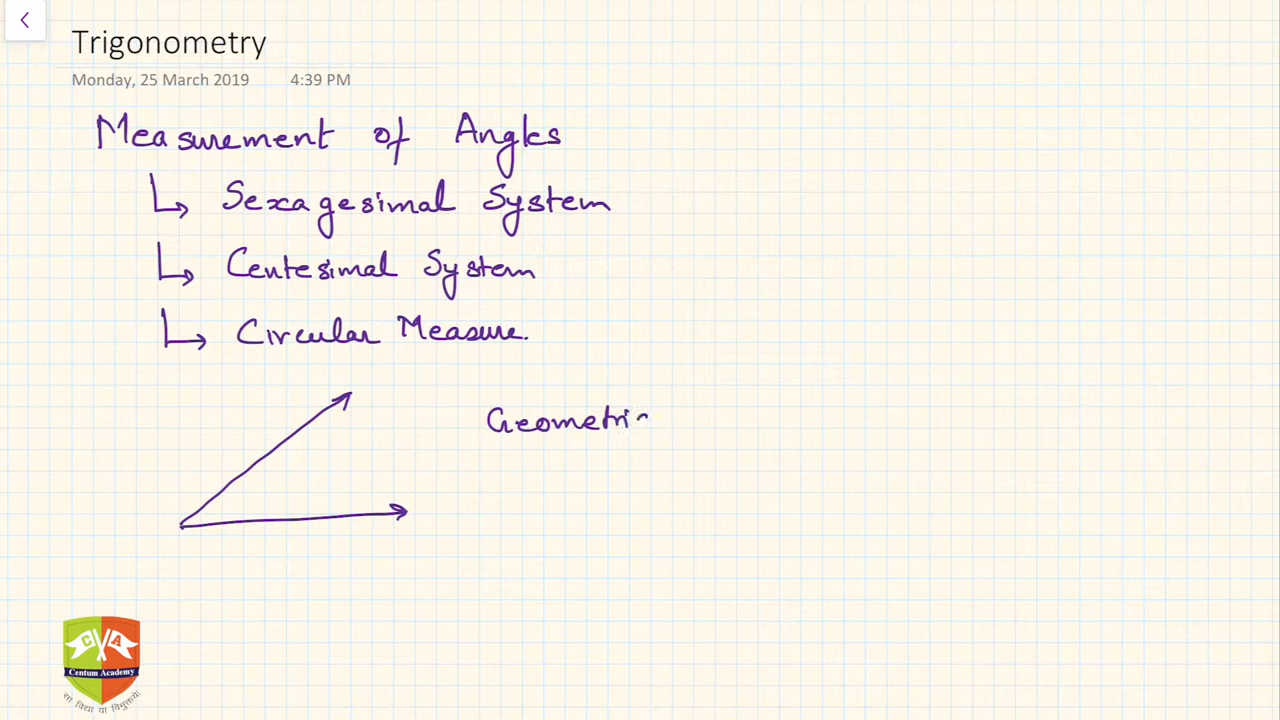 Trigonometry
Monday, 25 March 2019 4:39 PM
Measurement of Angles
Sexagesimal System
Centesimal System
Circular Measure.
Geometri
C A
Centum Academy
सा विद्या या विमुक्तये